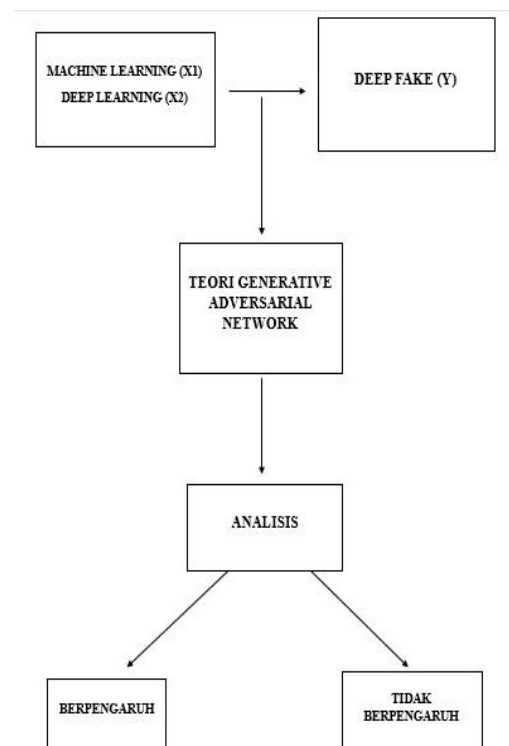 MACHINE LEARNING (X1)
DEEP LEARNING (X2)
DEEP FAKE (Y)
TEORI GENERATIVE
ADVERSARIAL
NETWORK
ANALISIS
BERPENGARUH
TIDAK
BERPENGARUH